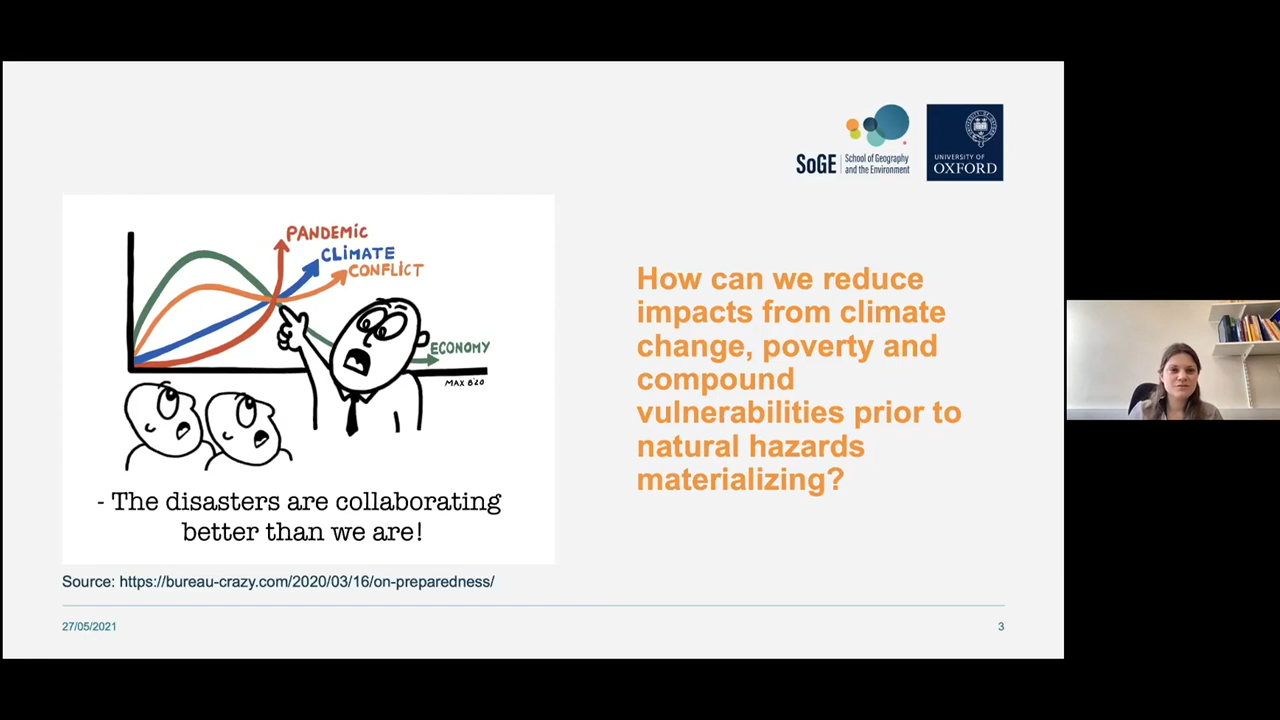 SoGE
School of Geography
and the Environment
UNIVERSITY OF
OXFORD
PANDEMIC
CLIMATE
CONFLICT
ECONOMY
MAX 8'20
- The disasters are collaborating
better than we are!
How can we reduce
impacts from climate
change, poverty and
compound
vulnerabilities prior to
natural hazards
materializing?
Source: https://bureau-crazy.com/2020/03/16/on-preparedness/
27/05/2021
3